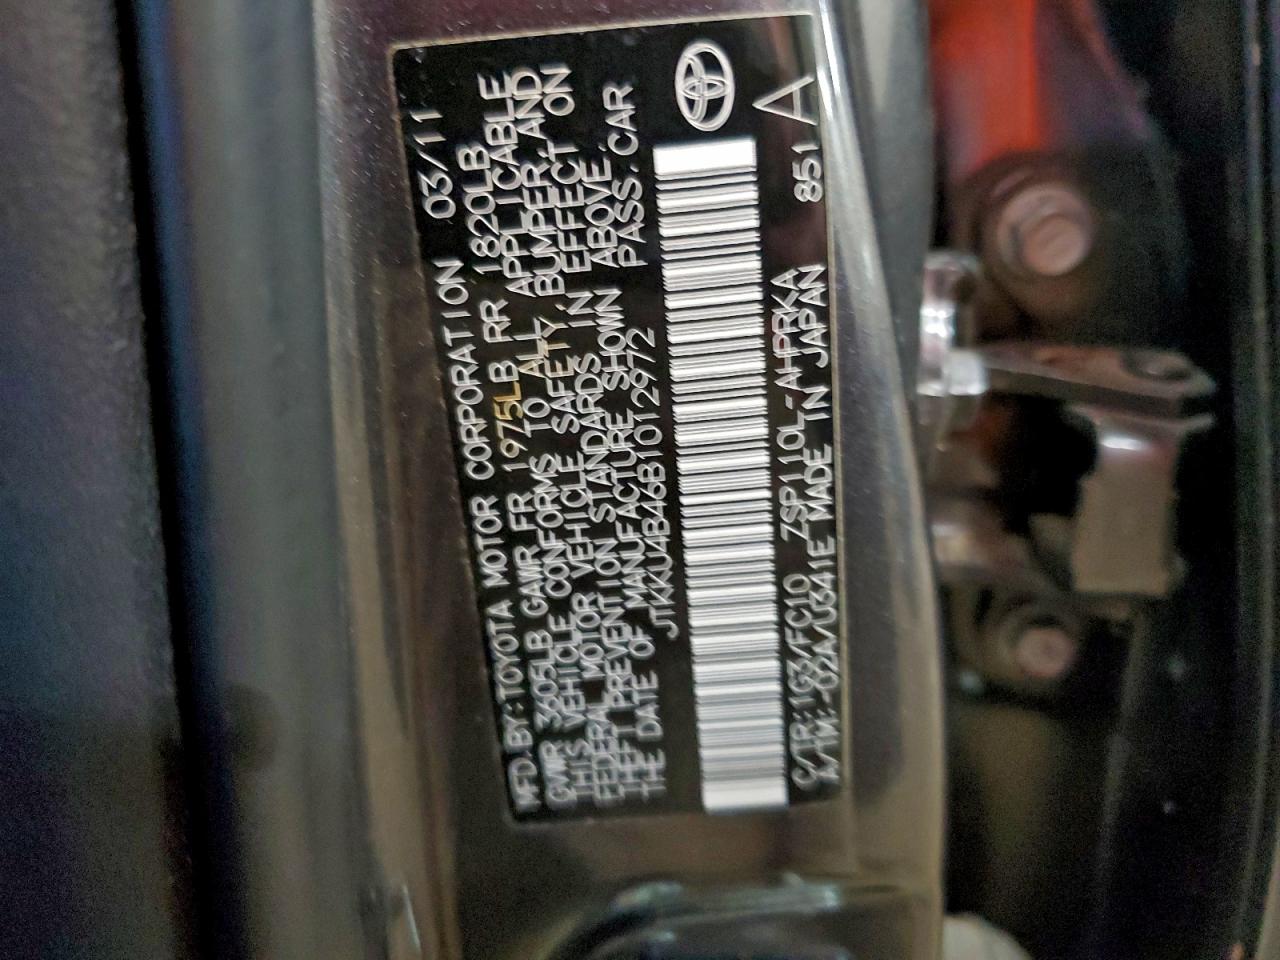 MFD. BY: TOYOTA MOTOR CORPORATION 03/11
GVWR 3605LB GAWR FR 1975LB RR 1820LB
THIS VEHICLE CONFORMS TO ALL APPLICABLE
FEDERAL MOTOR VEHICLE SAFETY, BUMPER, AND
THEFT PREVENTION STANDARDS IN EFFECT ON
THE DATE OF MANUFACTURE SHOWN ABOVE.
JTKKU4B46B1012972 PASS. CAR
C/TR: 1G3/FC10 ZSP110L-AHPRKA 851 A
A/TM: -02A/U341E MADE IN JAPAN